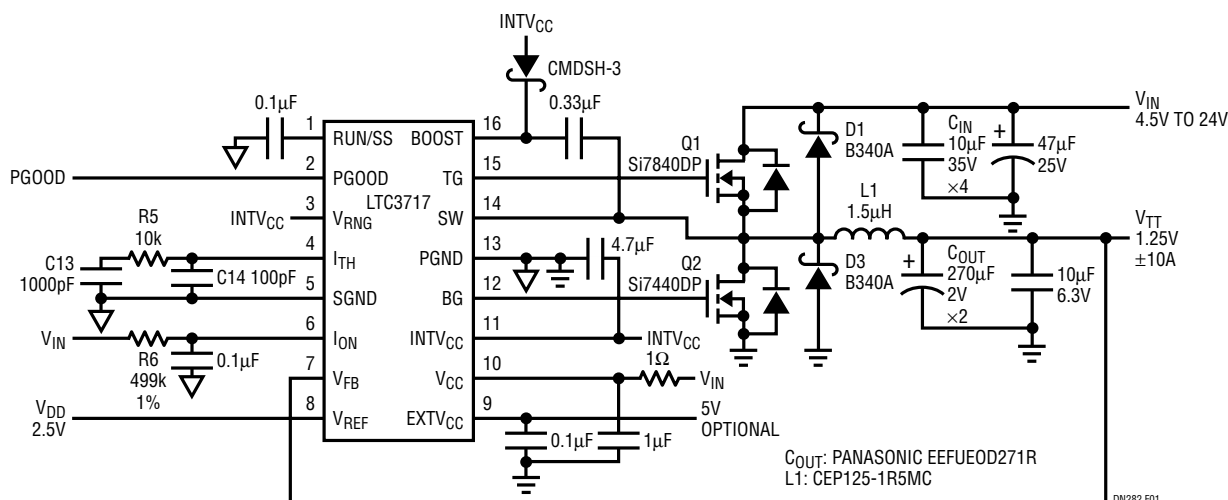 INTVCC
CMDSH-3
0.1µF
0.33µF
1
RUN/SS
BOOST
16
2
PGOOD
PGOOD
TG
15
LTC3717
INTVCC
3
VRNG
SW
14
R5
10k
4
ITH
PGND
13
4.7µF
C13
1000pF
C14 100pF
5
SGND
BG
12
VIN
6
ION
INTVCC
11
INTVCC
R6
499k
1%
0.1µF
7
VFB
VCC
10
1Ω
VIN
VDD
2.5V
8
VREF
EXTVCC
9
5V
OPTIONAL
0.1µF
1µF
Q1
Si7840DP
Q2
Si7440DP
D1
B340A
D3
B340A
CIN
10µF
35V
×4
+
47µF
25V
VIN
4.5V TO 24V
L1
1.5µH
VTT
1.25V
±10A
+
COUT
270µF
2V
×2
10µF
6.3V
COUT: PANASONIC EEFUEOD271R
L1: CEP125-1R5MC
DN282 F01